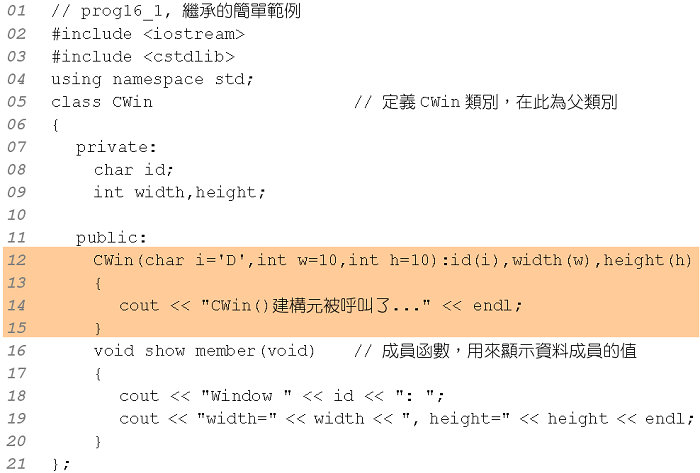 01 // prog16_1, 繼承的簡單範例
02 #include <iostream>
03 #include <cstdlib>
04 using namespace std;
05 class CWin // 定義 CWin 類別，在此為父類別
06 {
07 private:
08 char id;
09 int width,height;
10
11 public:
12 CWin(char i='D',int w=10,int h=10):id(i),width(w),height(h)
13 {
14 cout << "CWin()建構元被呼叫了..." << endl;
15 }
16 void show member(void) // 成員函數，用來顯示資料成員的值
17 {
18 cout << "Window " << id << ": ";
19 cout << "width=" << width << ", height=" << height << endl;
20 }
21 };